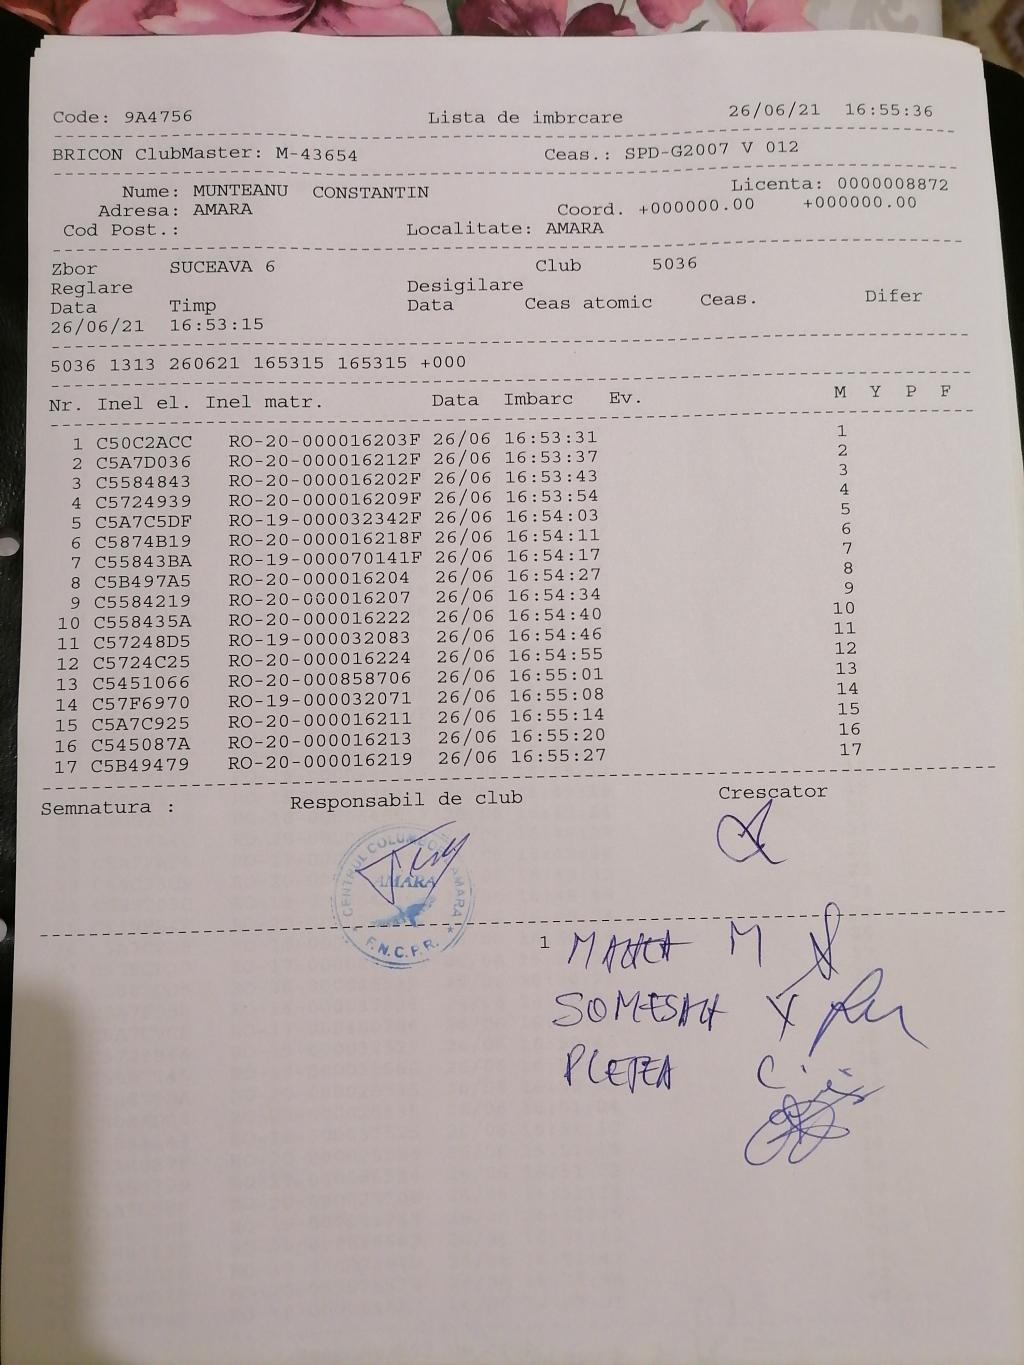 Code: 9A4756 Lista de imbrcare 26/06/21 16:55:36
BRICON ClubMaster: M-43654 Ceas.: SPD-G2007 V 012
Nume: MUNTEANU CONSTANTIN Licenta: 0000008872
Adresa: AMARA Coord. +000000.00 +000000.00
Cod Post.: Localitate: AMARA
Zbor SUCEAVA 6 Club 5036
Reglare Desigilare
Data Timp Data Ceas atomic Ceas. Difer
26/06/21 16:53:15
5036 1313 260621 165315 165315 +000
Nr. Inel el. Inel matr. Data Imbarc Ev. M Y P F
1 C50C2ACC RO-20-000016203F 26/06 16:53:31 1
2 C5A7D036 RO-20-000016212F 26/06 16:53:37 2
3 C5584843 RO-20-000016202F 26/06 16:53:43 3
4 C5724939 RO-20-000016209F 26/06 16:53:54 4
5 C5A7C5DF RO-19-000032342F 26/06 16:54:03 5
6 C5874B19 RO-20-000016218F 26/06 16:54:11 6
7 C55843BA RO-19-000070141F 26/06 16:54:17 7
8 C5B497A5 RO-20-000016204 26/06 16:54:27 8
9 C5584219 RO-20-000016207 26/06 16:54:34 9
10 C558435A RO-20-000016222 26/06 16:54:40 10
11 C57248D5 RO-19-000032083 26/06 16:54:46 11
12 C5724C25 RO-20-000016224 26/06 16:54:55 12
13 C5451066 RO-20-000858706 26/06 16:55:01 13
14 C57F6970 RO-19-000032071 26/06 16:55:08 14
15 C5A7C925 RO-20-000016211 26/06 16:55:14 15
16 C545087A RO-20-000016213 26/06 16:55:20 16
17 C5B49479 RO-20-000016219 26/06 16:55:27 17
Semnatura : Responsabil de club Crescator
AMARA
F.N.C.P.R.
1 M
PLETEA C